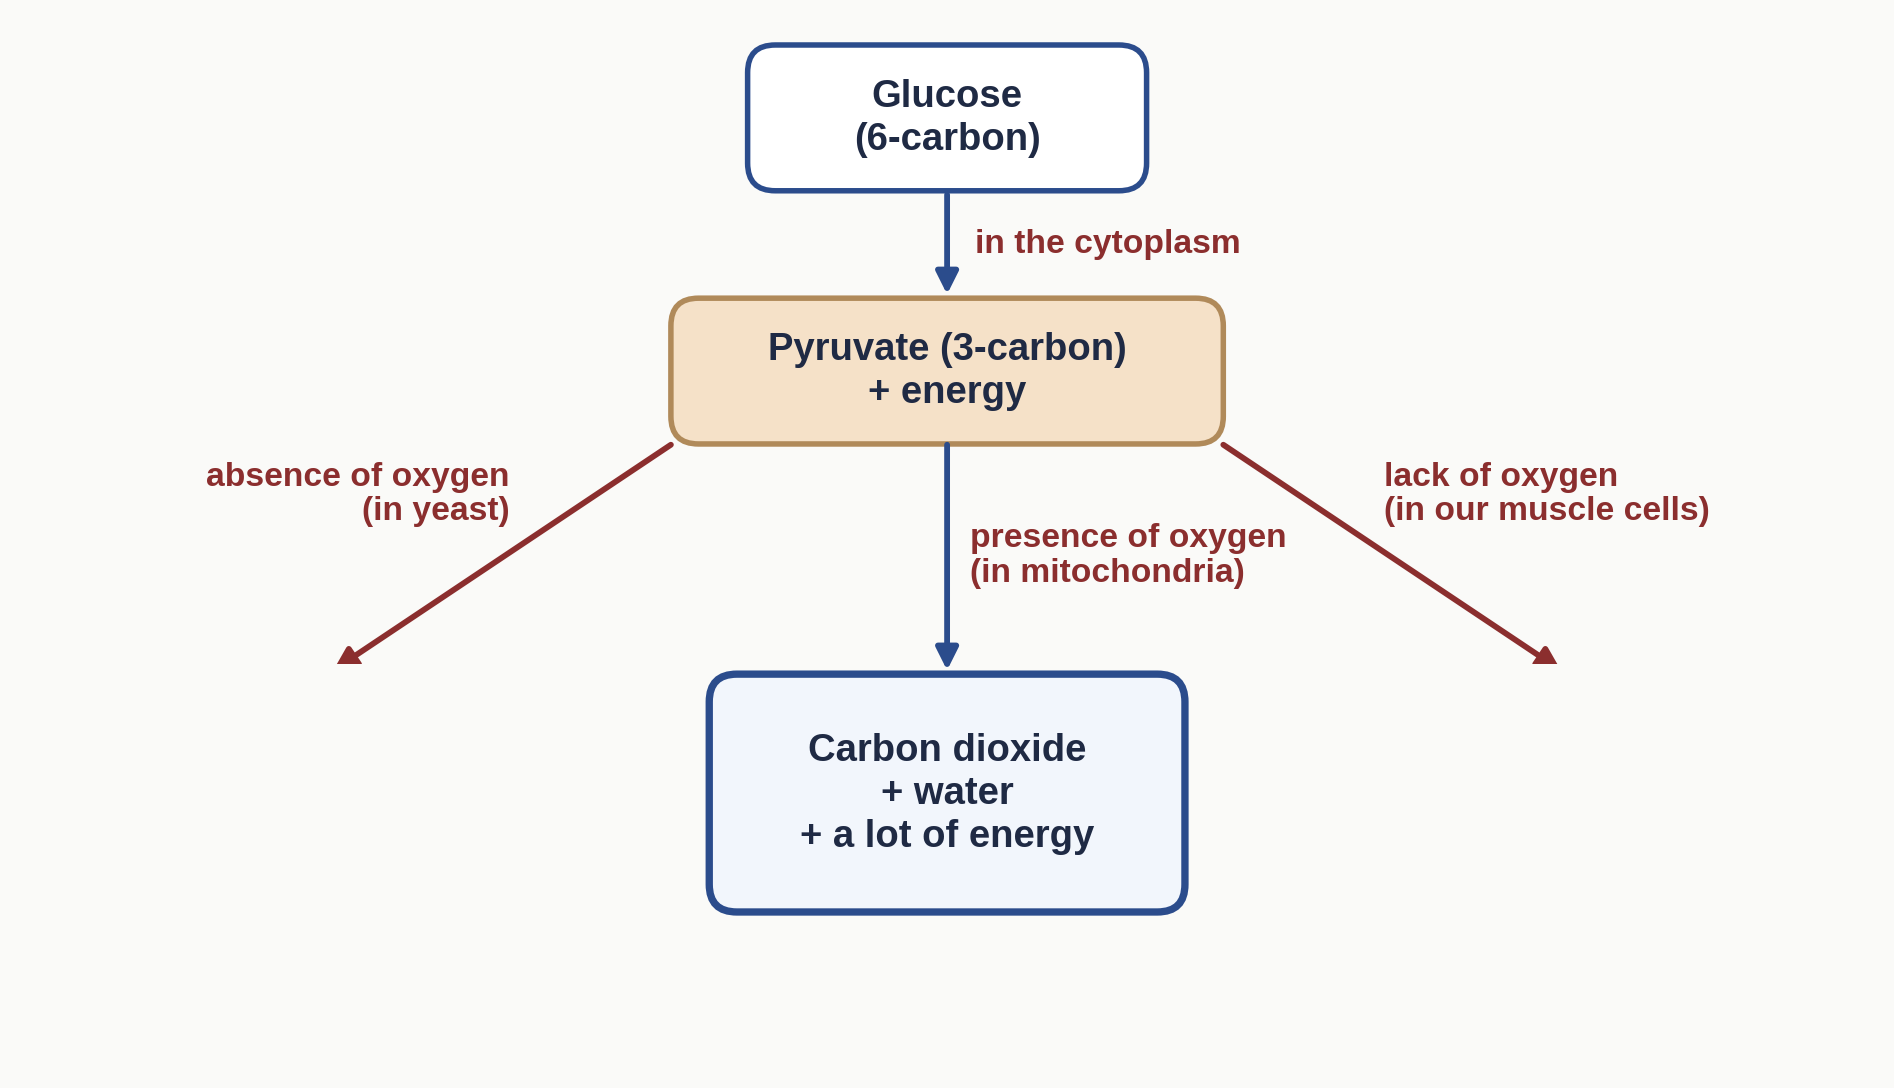 Glucose
(6-carbon)
in the cytoplasm
Pyruvate (3-carbon)
+ energy
absence of oxygen
(in yeast)
presence of oxygen
(in mitochondria)
lack of oxygen
(in our muscle cells)
Carbon dioxide
+ water
+ a lot of energy